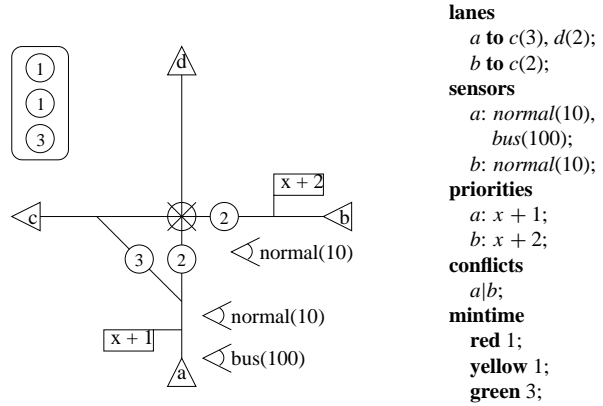 1
1
3
d
x + 2
c
2
b
3
2
normal(10)
normal(10)
x + 1
bus(100)
a
lanes
a to c(3), d(2);
b to c(2);
sensors
a: normal(10),
bus(100);
b: normal(10);
priorities
a: x + 1;
b: x + 2;
conflicts
a|b;
mintime
red 1;
yellow 1;
green 3;